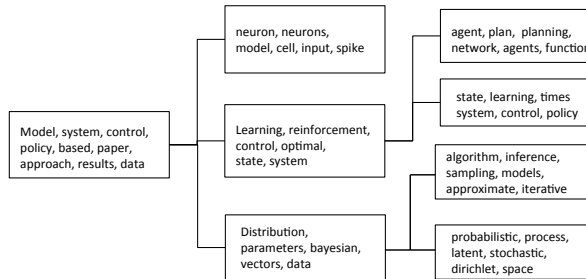 Model, system, control,
policy, based, paper,
approach, results, data
neuron, neurons,
model, cell, input, spike
Learning, reinforcement,
control, optimal,
state, system
Distribution,
parameters, bayesian,
vectors, data
agent, plan, planning,
network, agents, function
state, learning, times
system, control, policy
algorithm, inference,
sampling, models,
approximate, iterative
probabilistic, process,
latent, stochastic,
dirichlet, space